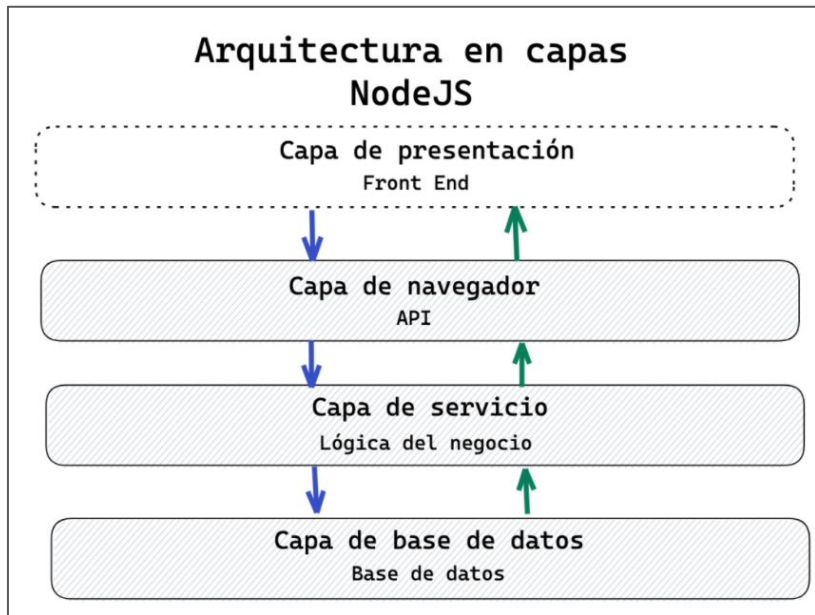 Arquitectura en capas
NodeJS
Capa de presentación
Front End
Capa de navegador
API
Capa de servicio
Lógica del negocio
Capa de base de datos
Base de datos